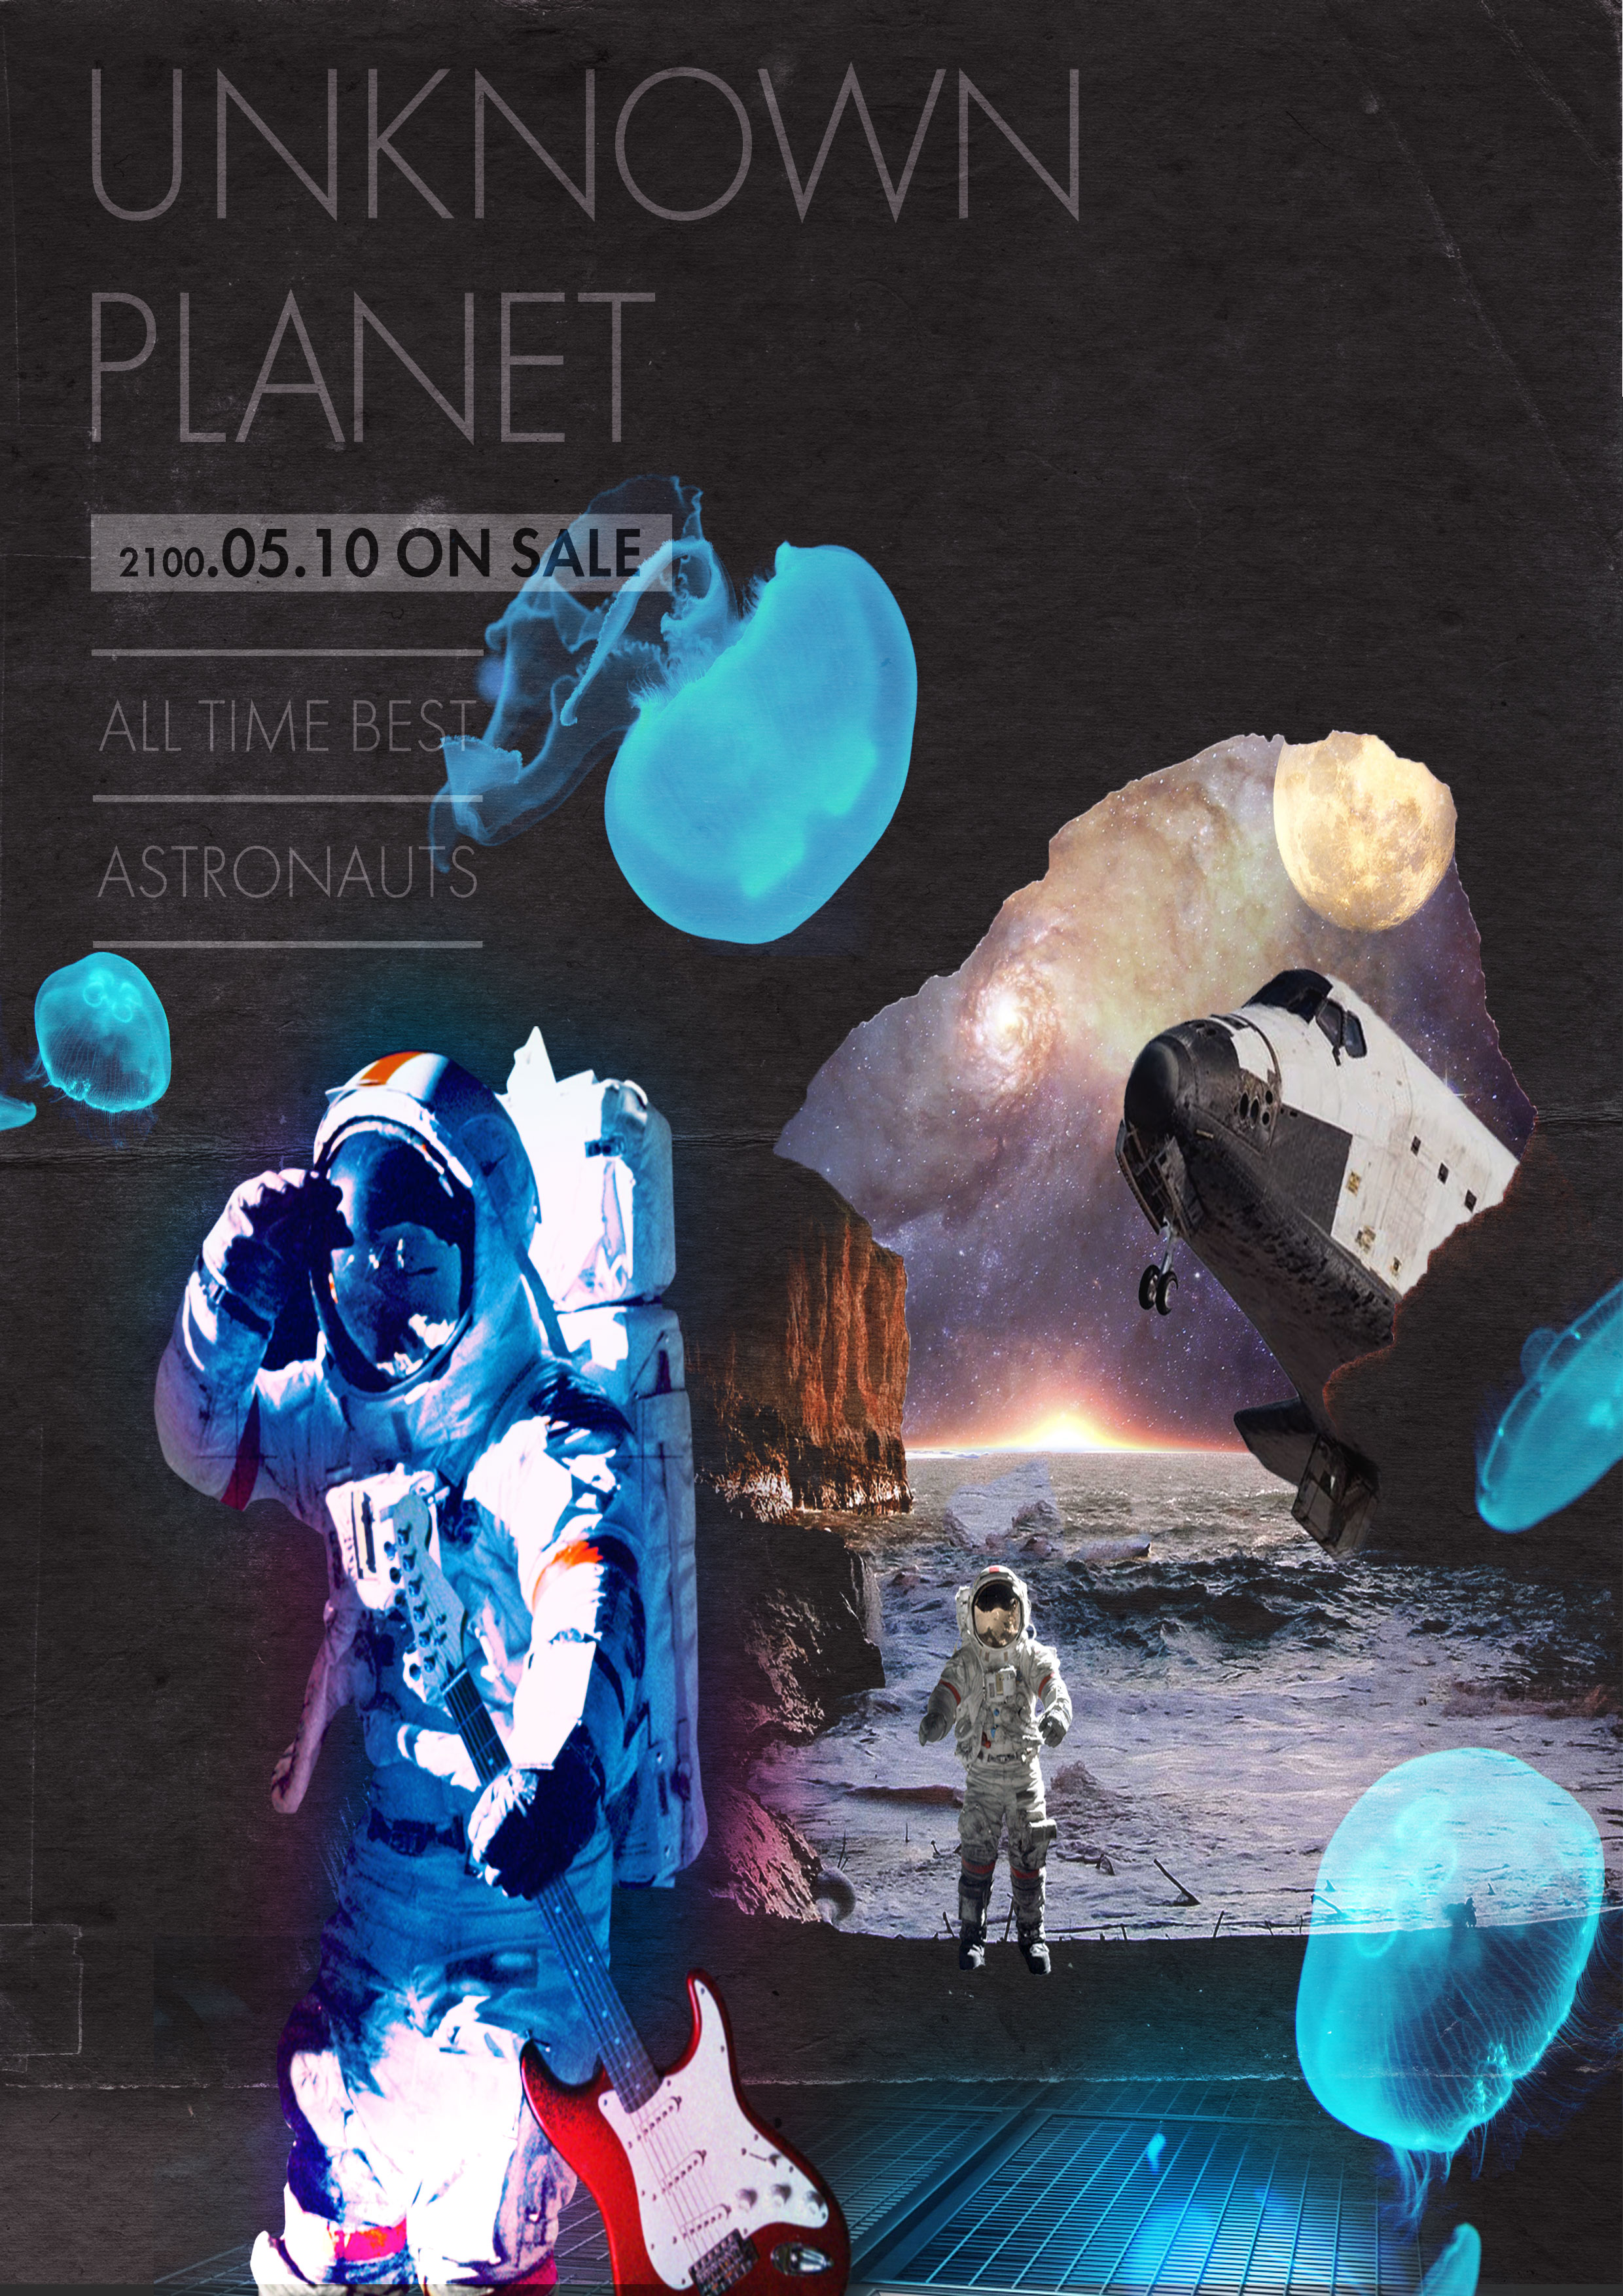 UNKNOWN
PLANET
2100.05.10 ON SALE
ALL TIME BEST
ASTRONAUTS